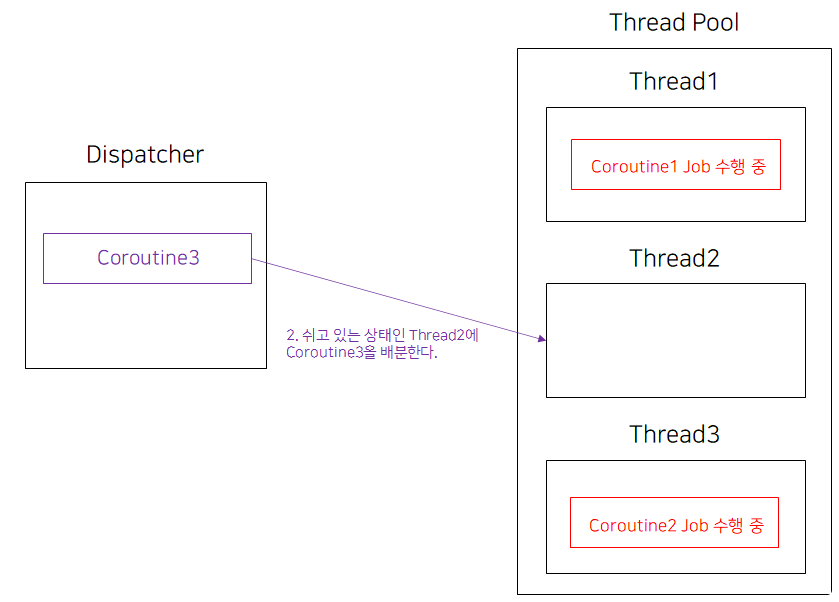 Thread Pool
Thread1
Coroutine1 Job 수행 중
Dispatcher
Coroutine3
2. 쉬고 있는 상태인 Thread2에
Coroutine3을 배분한다.
Thread2
Thread3
Coroutine2 Job 수행 중